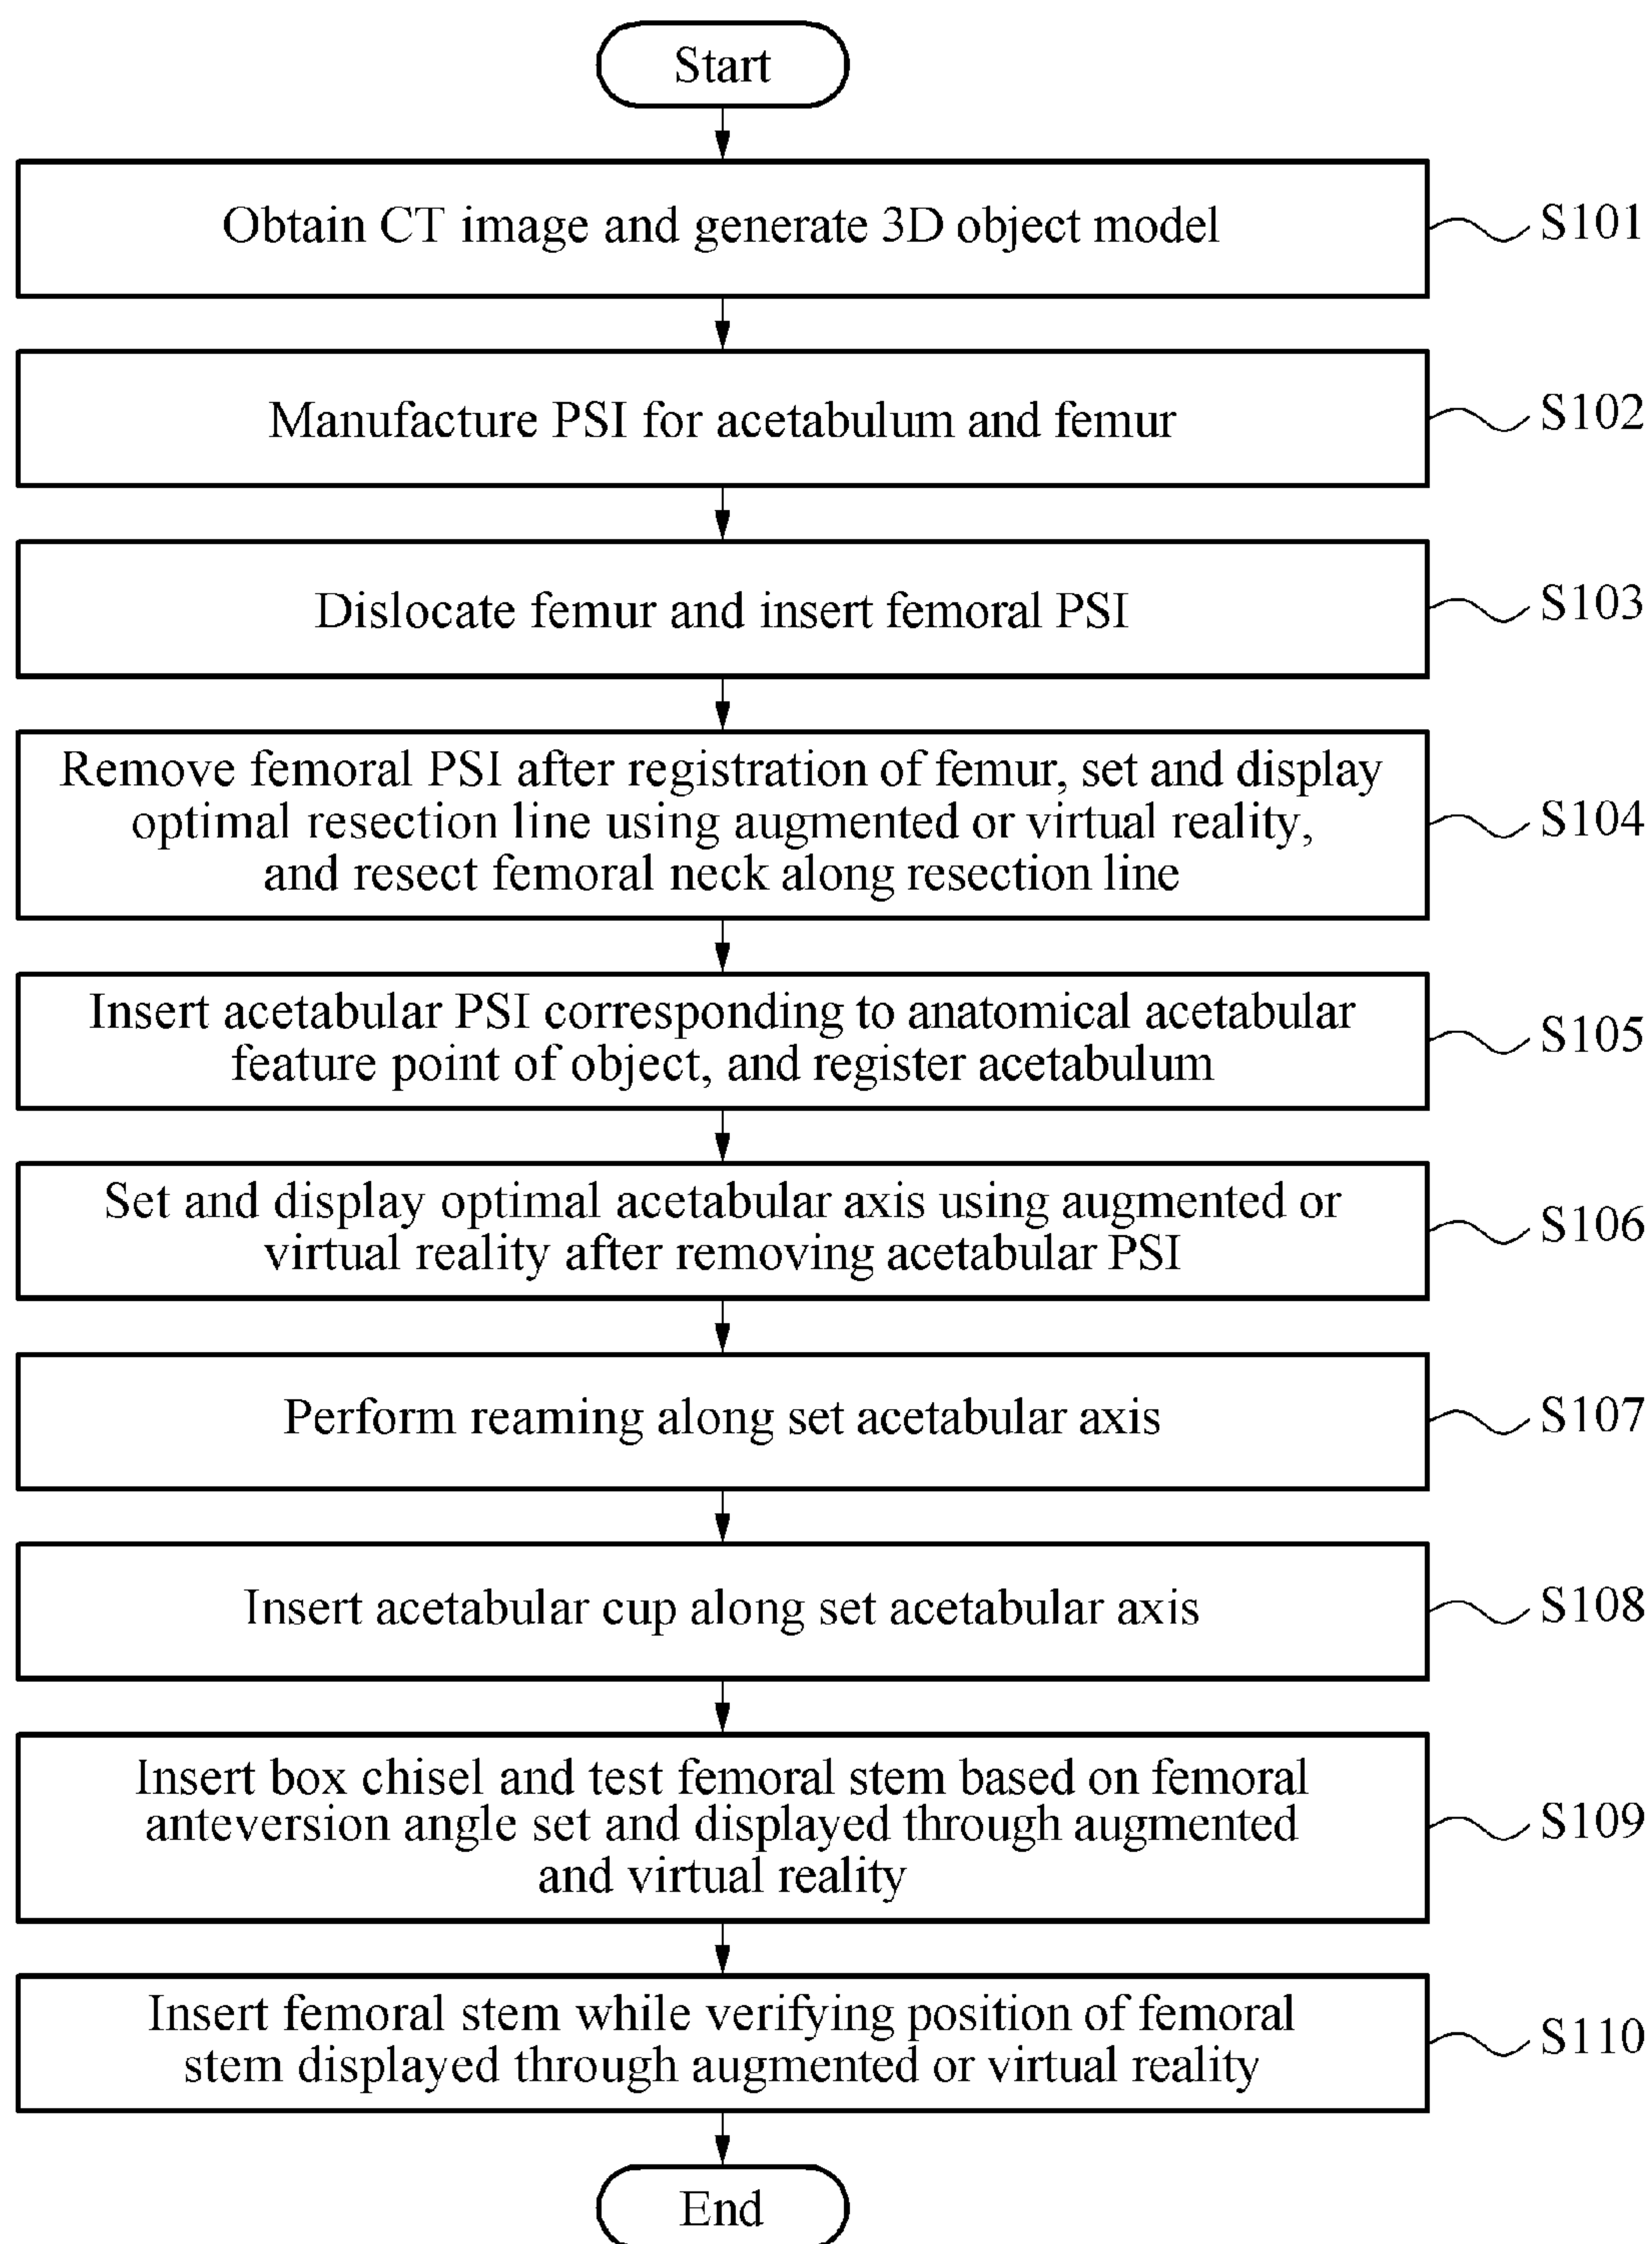 Start
Obtain CT image and generate 3D object model
S101
Manufacture PSI for acetabulum and femur
S102
Dislocate femur and insert femoral PSI
S103
Remove femoral PSI after registration of femur, set and display
optimal resection line using augmented or virtual reality,
and resect femoral neck along resection line
S104
Insert acetabular PSI corresponding to anatomical acetabular
feature point of object, and register acetabulum
S105
Set and display optimal acetabular axis using augmented or
virtual reality after removing acetabular PSI
S106
Perform reaming along set acetabular axis
S107
Insert acetabular cup along set acetabular axis
S108
Insert box chisel and test femoral stem based on femoral
anteversion angle set and displayed through augmented
and virtual reality
S109
Insert femoral stem while verifying position of femoral
stem displayed through augmented or virtual reality
S110
End